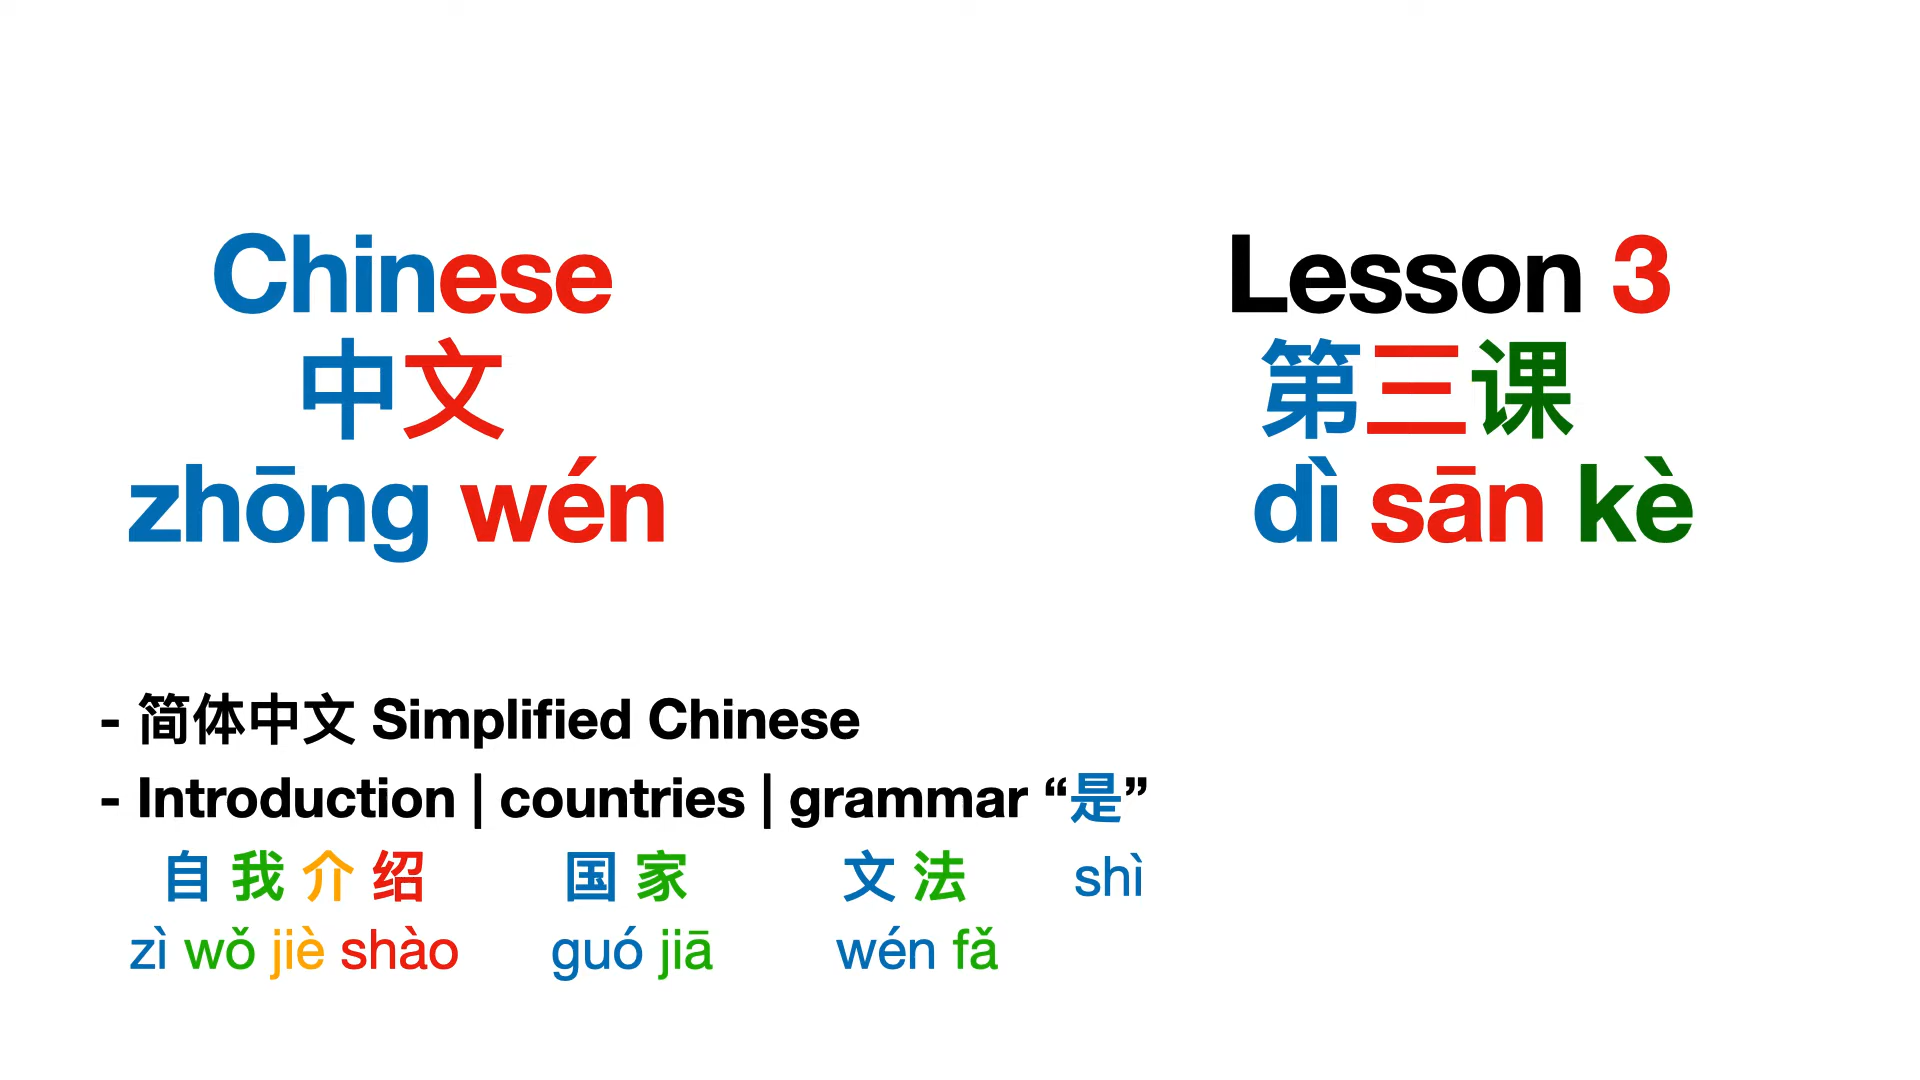 Chinese
中文
zhōng wén
Lesson 3
第三课
dì sān kè
- 简体中文 Simplified Chinese
- Introduction | countries | grammar “是”
自 我 介 绍 国 家 文 法 shì
zì wǒ jiè shào guó jiā wén fǎ